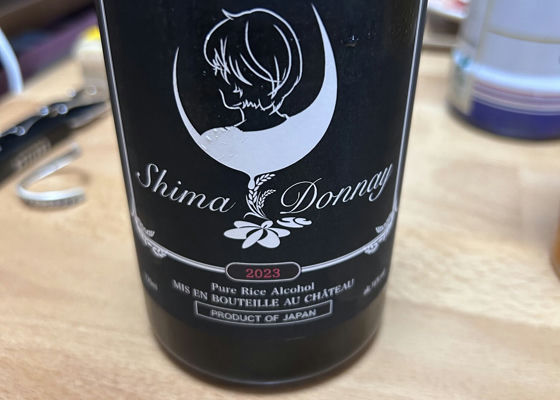 Shima Donnay
2023
Pure Rice Alcohol
MIS EN BOUTEILLE AU CHÂTEAU
PRODUCT OF JAPAN